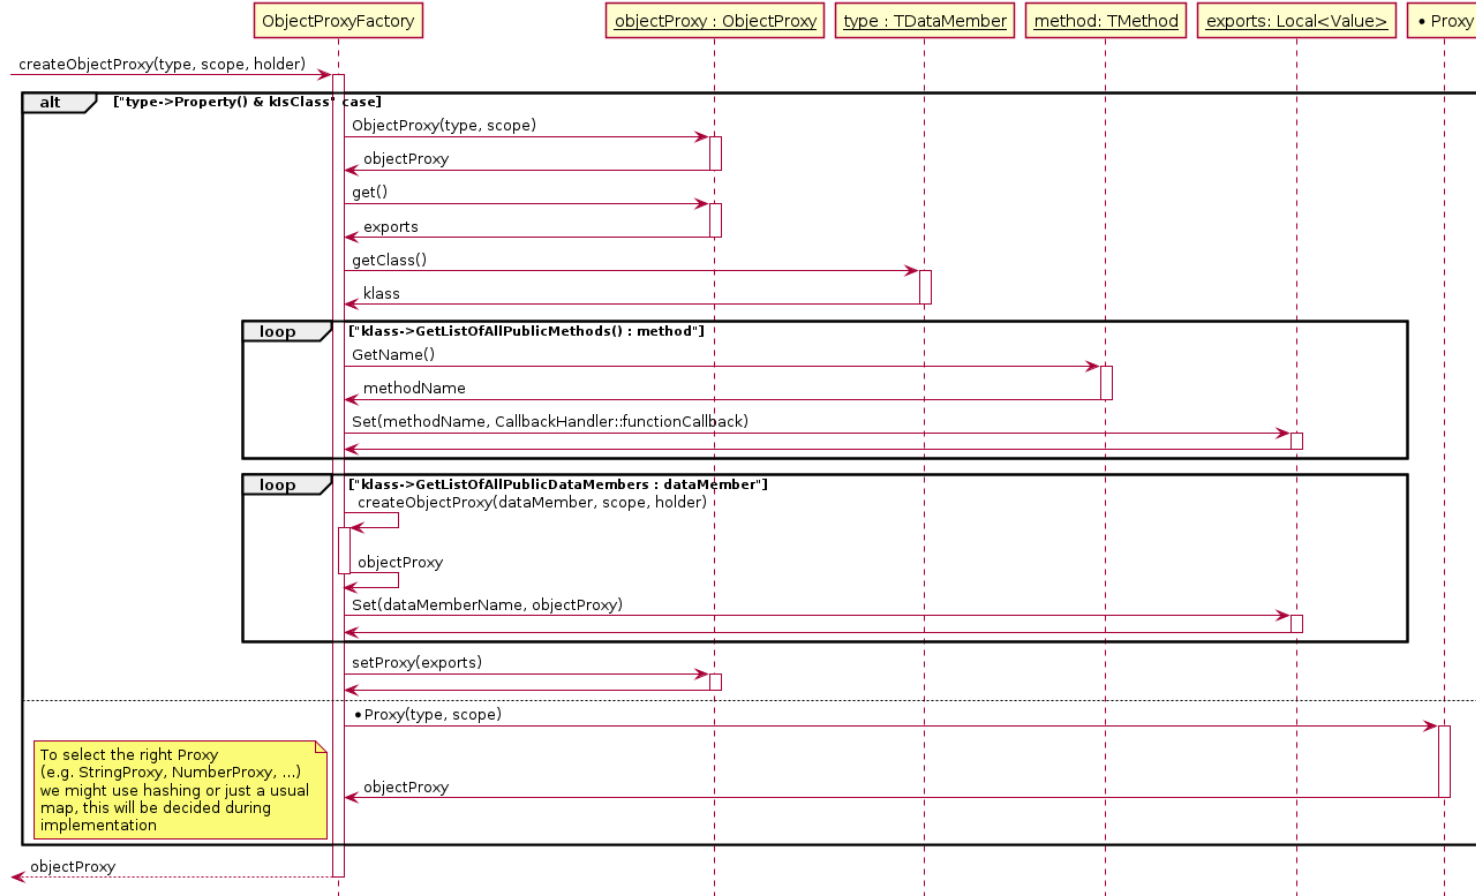 ObjectProxyFactory
objectProxy : ObjectProxy
type : TDataMember
method: TMethod
exports: Local<Value>
• Proxy
createObjectProxy(type, scope, holder)
alt
["type->Property() & kIsClass" case]
ObjectProxy(type, scope)
objectProxy
get()
exports
getClass()
klass
loop
["klass->GetListOfAllPublicMethods() : method"]
GetName()
methodName
Set(methodName, CallbackHandler::functionCallback)
loop
["klass->GetListOfAllPublicDataMembers : dataMember"]
createObjectProxy(dataMember, scope, holder)
objectProxy
Set(dataMemberName, objectProxy)
setProxy(exports)
•Proxy(type, scope)
To select the right Proxy
(e.g. StringProxy, NumberProxy, ...)
we might use hashing or just a usual
map, this will be decided during
implementation
objectProxy
objectProxy